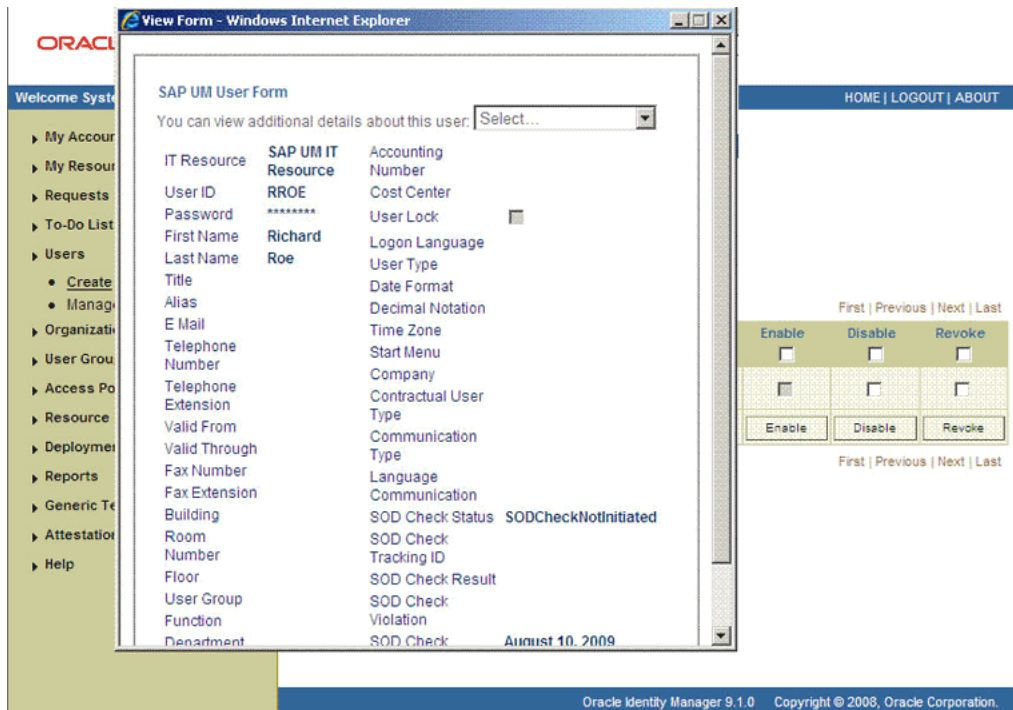 View Form - Windows Internet Explorer
ORACL
Welcome Syste
HOME | LOGOUT | ABOUT
My Accour
My Resour
Requests
To-Do List
Users
Create
Manage
Organizatio
User Grou
Access Po
Resource
Deploymen
Reports
Generic Te
Attestation
Help
SAP UM User Form
You can view additional details about this user: Select...
IT Resource SAP UM IT Resource
User ID RROE
Password ********
First Name Richard
Last Name Roe
Title
Alias
E Mail
Telephone
Number
Telephone
Extension
Valid From
Valid Through
Fax Number
Fax Extension
Building
Room
Number
Floor
User Group
Function
Department
Accounting
Number
Cost Center
User Lock
Logon Language
User Type
Date Format
Decimal Notation
Time Zone
Start Menu
Company
Contractual User
Type
Communication
Type
Language
Communication
SOD Check Status SODCheckNotInitiated
SOD Check
Tracking ID
SOD Check Result
SOD Check
Violation
SOD Check August 10, 2009
First | Previous | Next | Last
Enable Disable Revoke
Enable Disable Revoke
First | Previous | Next | Last
Oracle Identity Manager 9.1.0 Copyright © 2008, Oracle Corporation.